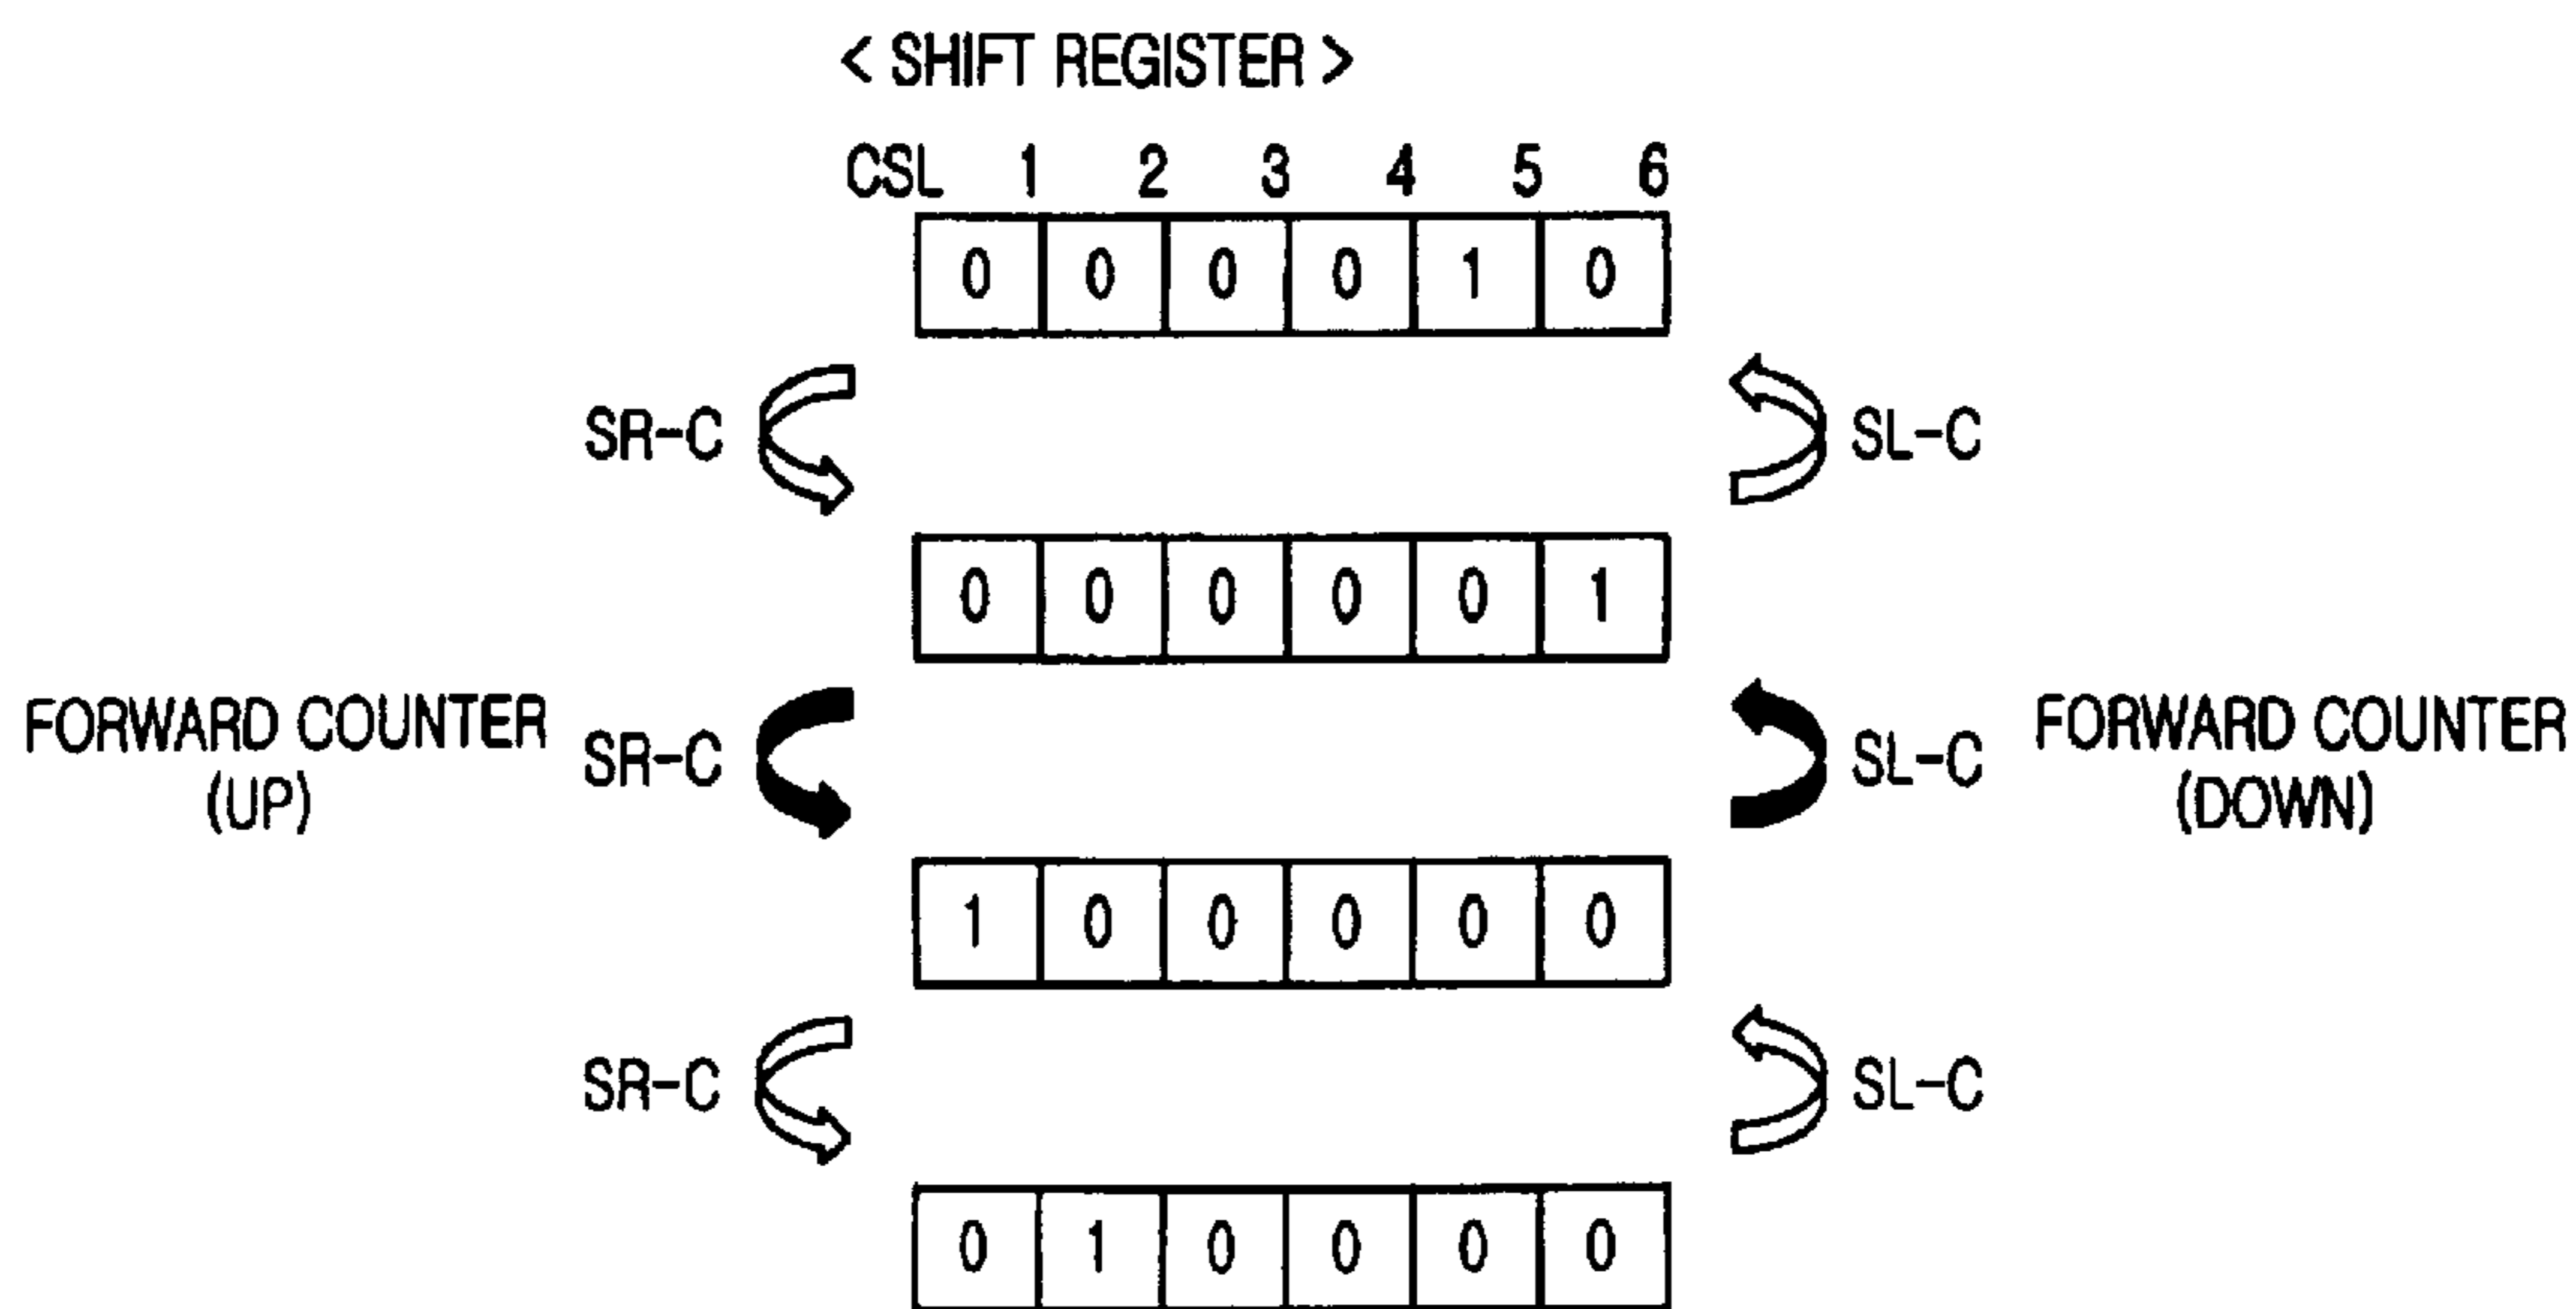 < SHIFT REGISTER >
CSL 1 2 3 4 5 6
0 0 0 0 1 0
SR-C SL-C
0 0 0 0 0 1
FORWARD COUNTER (UP) SR-C SL-C FORWARD COUNTER (DOWN)
1 0 0 0 0 0
SR-C SL-C
0 1 0 0 0 0